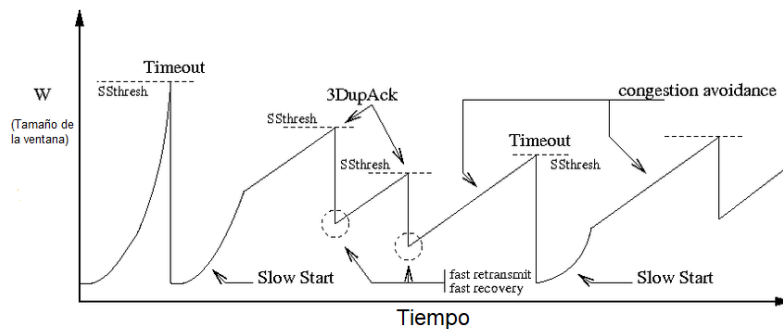 Timeout
SSthresh
W
(Tamaño de
la ventana)
3DupAck
SSthresh
SSthresh
congestion avoidance
Timeout
SSthresh
Slow Start
fast retransmit
fast recovery
Slow Start
Tiempo